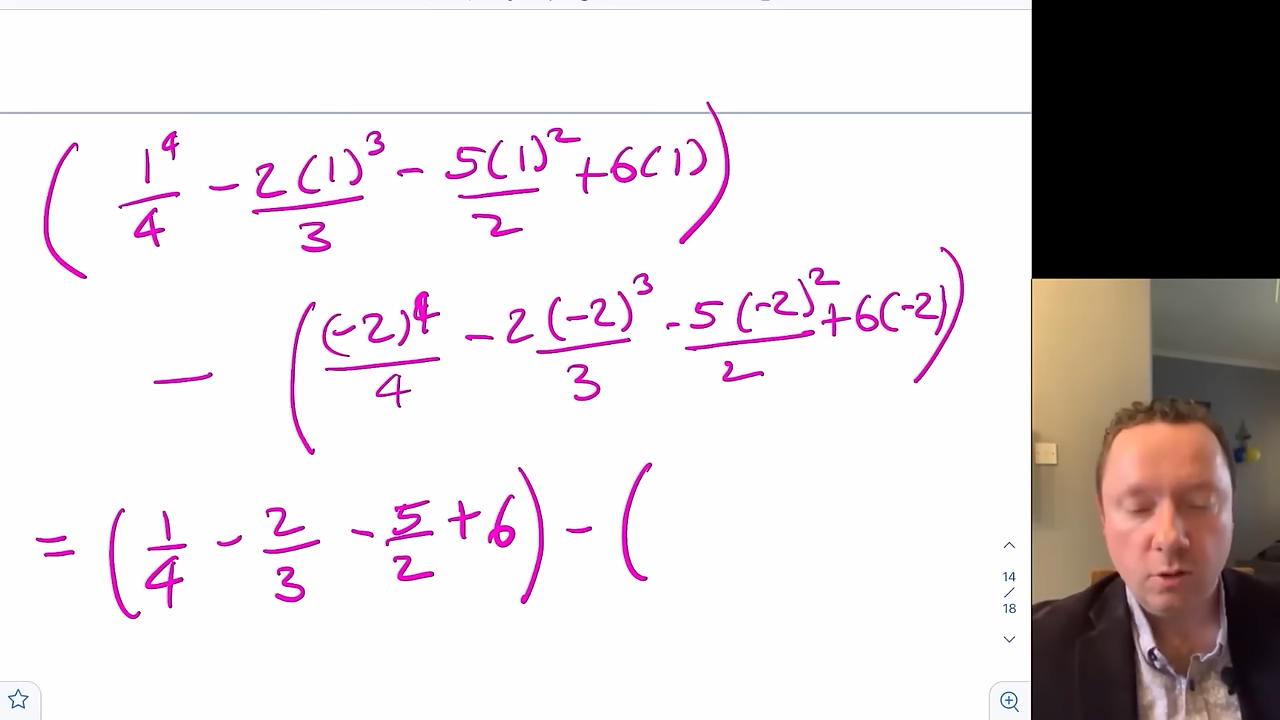 ( 1⁴/4 - 2(1)³/3 - 5(1)²/2 + 6(1) )
- ( (-2)⁴/4 - 2(-2)³/3 - 5(-2)²/2 + 6(-2) )
= ( 1/4 - 2/3 - 5/2 + 6 ) - (
14
/
18